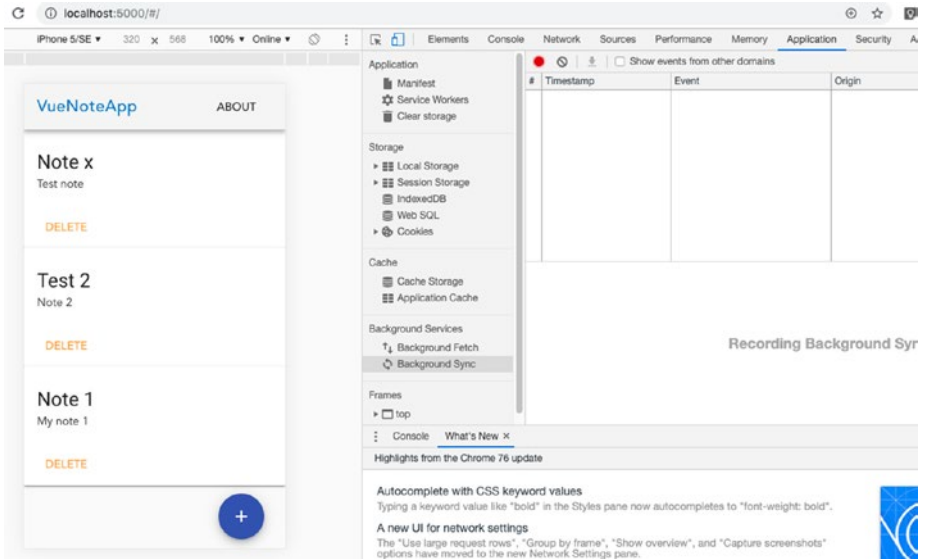 localhost:5000/#/
iPhone 5/SE ▾ 320 x 568 100% ▾ Online ▾
Elements Console Network Sources Performance Memory Application Security
VueNoteApp ABOUT
Note x
Test note
DELETE
Test 2
Note 2
DELETE
Note 1
My note 1
DELETE
+
Application
Manifest
Service Workers
Clear storage
Storage
Local Storage
Session Storage
IndexedDB
Web SQL
Cookies
Cache
Cache Storage
Application Cache
Background Services
Background Fetch
Background Sync
Frames
top
Show events from other domains
# Timestamp Event Origin
Recording Background Syn
Console What's New ×
Highlights from the Chrome 76 update
Autocomplete with CSS keyword values
Typing a keyword value like "bold" in the Styles pane now autocompletes to "font-weight: bold".
A new UI for network settings
The "Use large request rows", "Group by frame", "Show overview", and "Capture screenshots"
options have moved to the new Network Settings pane.